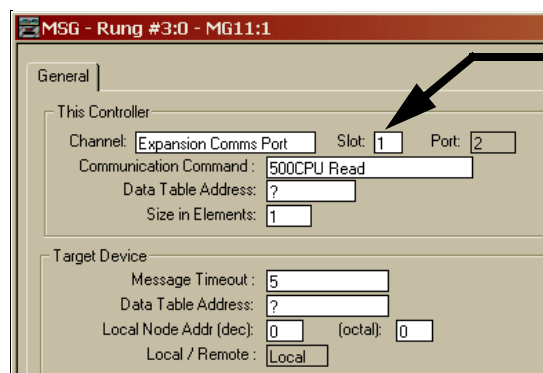 MSG - Rung #3:0 - MG11:1
General
This Controller
Channel: Expansion Comms Port Slot: 1 Port: 2
Communication Command : 500CPU Read
Data Table Address: ?
Size in Elements: 1
Target Device
Message Timeout : 5
Data Table Address: ?
Local Node Addr (dec): 0 (octal): 0
Local / Remote : Local